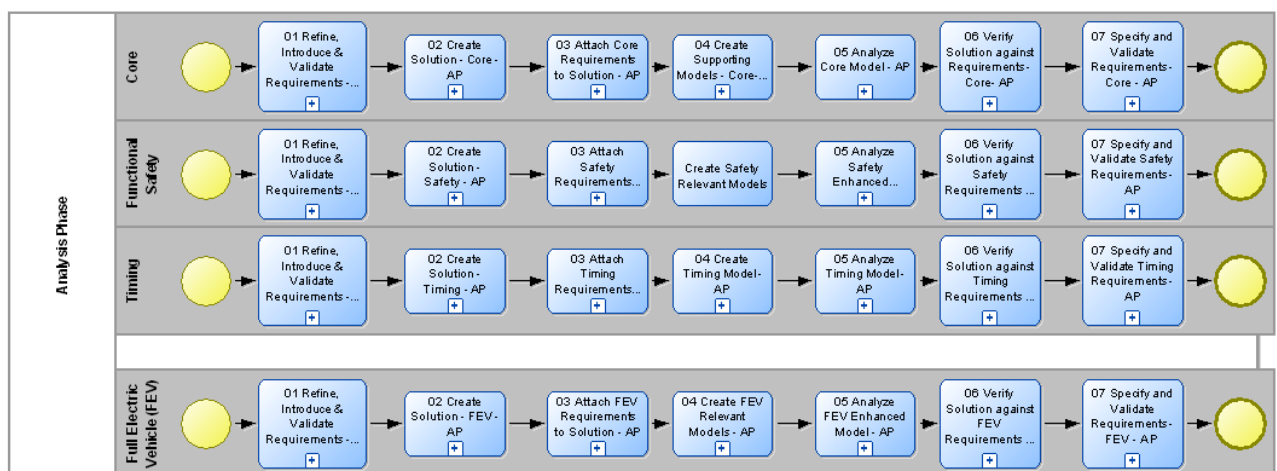 Analysis Phase
Core
01 Refine,
Introduce &
Validate
Requirements -...
02 Create
Solution - Core -
AP
03 Attach Core
Requirements
to Solution - AP
04 Create
Supporting
Models - Core-...
05 Analyze
Core Model - AP
06 Verify
Solution against
Requirements-
Core- AP
07 Specify and
Validate
Requirements-
Core - AP
Functional
Safety
01 Refine,
Introduce &
Validate
Requirements -...
02 Create
Solution -
Safety - AP
03 Attach
Safety
Requirements...
Create Safety
Relevant Models
05 Analyze
Safety
Enhanced...
06 Verify
Solution against
Safety
Requirements ...
07 Specify and
Validate Safety
Requirements-
AP
Timing
01 Refine,
Introduce &
Validate
Requirements -...
02 Create
Solution -
Timing - AP
03 Attach
Timing
Requirements...
04 Create
Timing Model-
AP
05 Analyze
Timing Model-
AP
06 Verify
Solution against
Timing
Requirements ...
07 Specify and
Validate Timing
Requirements-
AP
Full Electric
Vehicle (FEV)
01 Refine,
Introduce &
Validate
Requirements -...
02 Create
Solution - FEV -
AP
03 Attach FEV
Requirements
to Solution - AP
04 Create FEV
Relevant
Models - AP
05 Analyze
FEV Enhanced
Model - AP
06 Verify
Solution against
FEV
Requirements ...
07 Specify and
Validate
Requirements-
FEV - AP